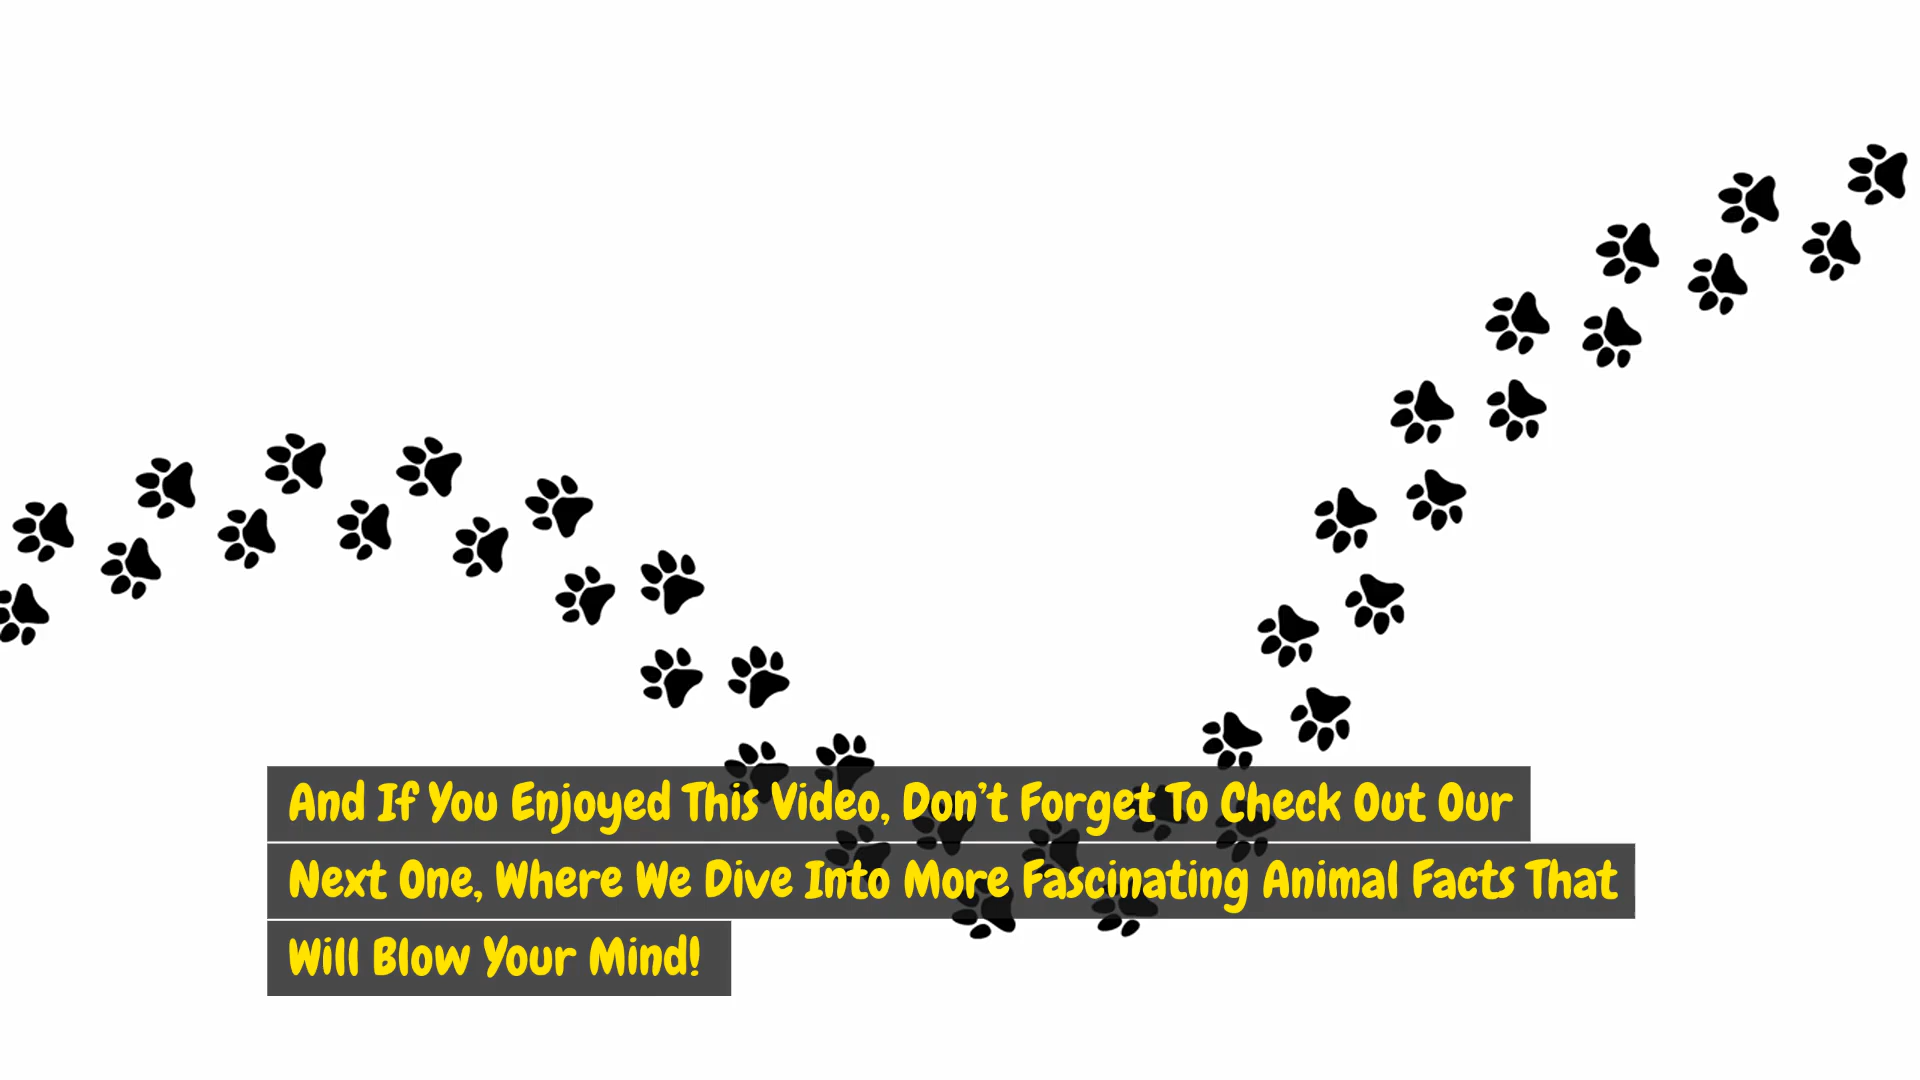 And If You Enjoyed This Video, Don't Forget To Check Out Our
Next One, Where We Dive Into More Fascinating Animal Facts That
Will Blow Your Mind!